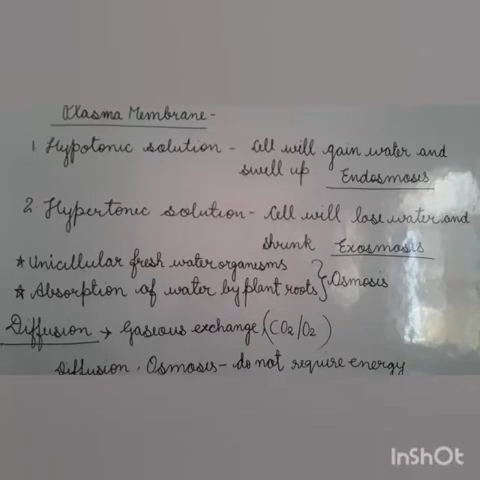 Plasma Membrane-
1 Hypotonic solution - Cell will gain water and
swell up Endosmosis
2 Hypertonic solution- Cell will lose water and
shrink Exosmosis
* Unicillular fresh water organisms
* Absorption of water by plant roots } Osmosis
Diffusion → Gaseous exchange (CO2/O2)
Diffusion, Osmosis - do not require energy
InShOt